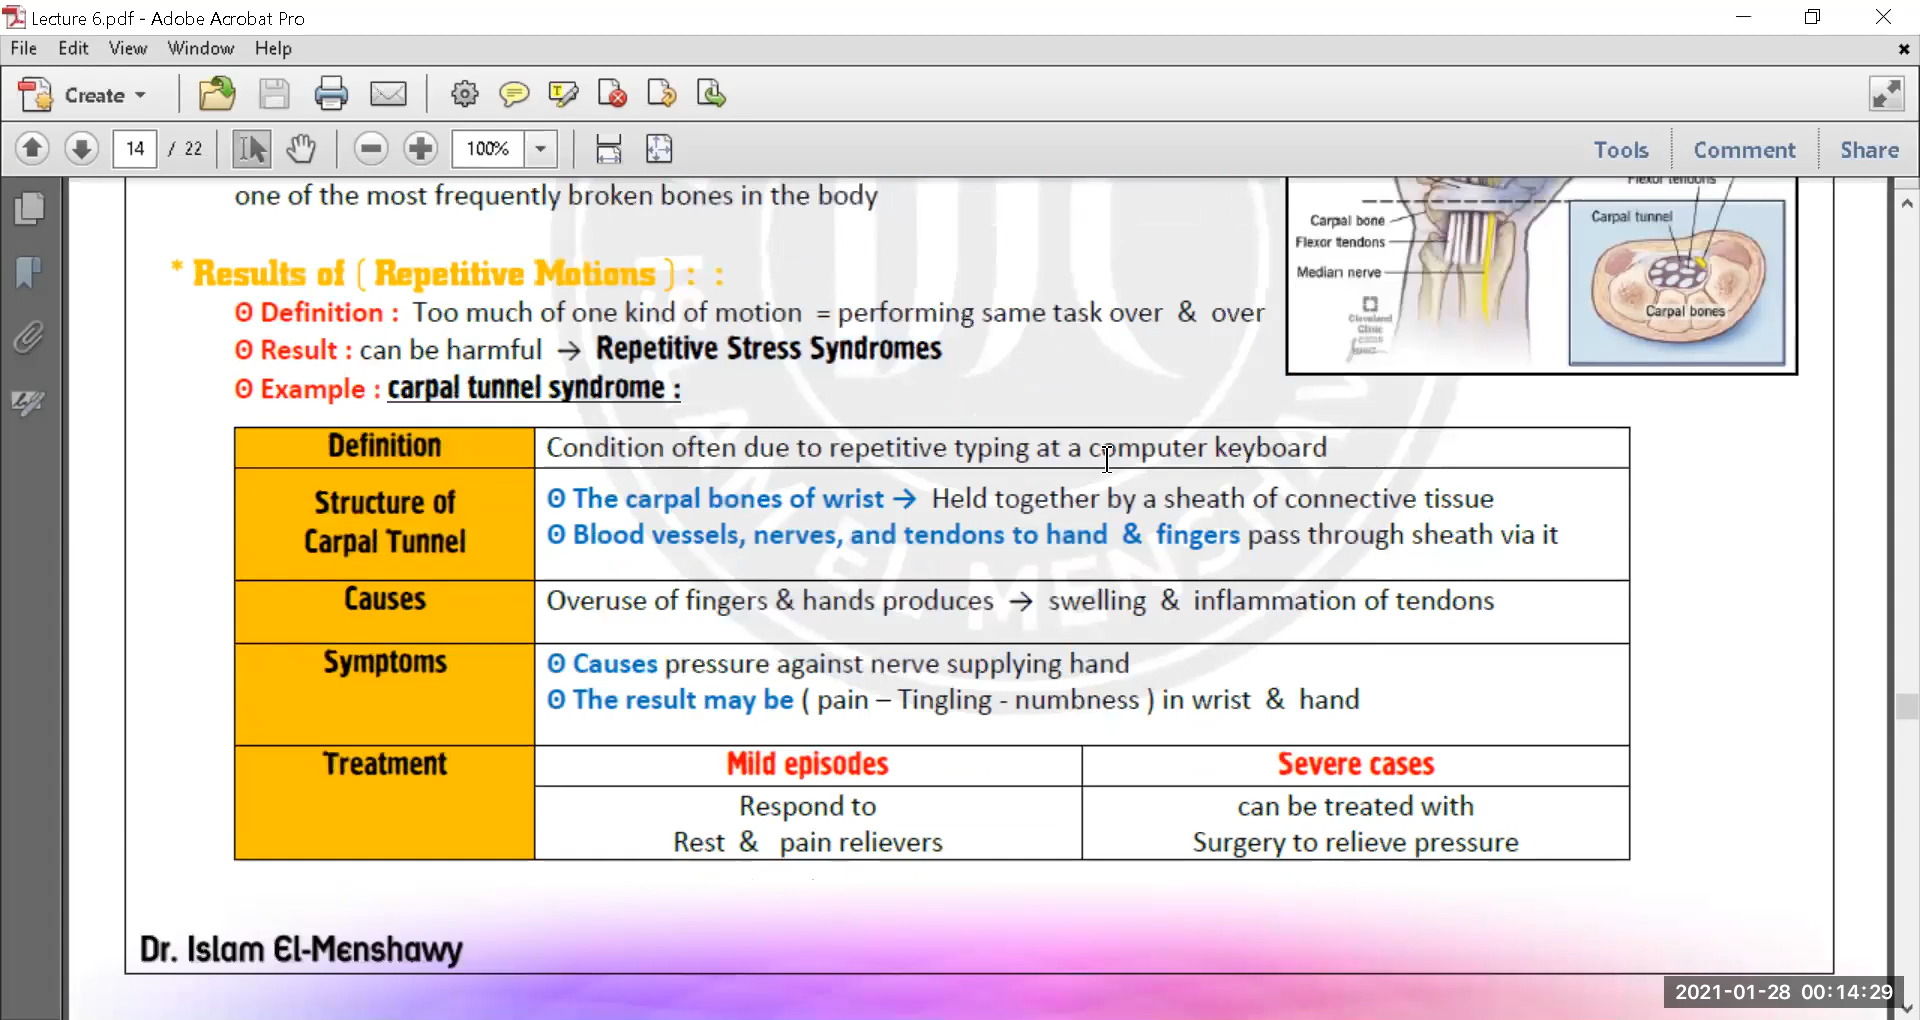 Lecture 6.pdf - Adobe Acrobat Pro
File Edit View Window Help
Create
14 / 22 100% Tools Comment Share
one of the most frequently broken bones in the body
Flexor tendons
Carpal bone
Flexor tendons
Median nerve
Carpal tunnel
Carpal bones
Cleveland
Clinic
* Results of ( Repetitive Motions ) : :
ʘ Definition : Too much of one kind of motion = performing same task over & over
ʘ Result : can be harmful → Repetitive Stress Syndromes
ʘ Example : carpal tunnel syndrome :
Definition Condition often due to repetitive typing at a computer keyboard
Structure of
Carpal Tunnel
ʘ The carpal bones of wrist → Held together by a sheath of connective tissue
ʘ Blood vessels, nerves, and tendons to hand & fingers pass through sheath via it
Causes Overuse of fingers & hands produces → swelling & inflammation of tendons
Symptoms
ʘ Causes pressure against nerve supplying hand
ʘ The result may be ( pain – Tingling - numbness ) in wrist & hand
Treatment
Mild episodes Severe cases
Respond to
Rest & pain relievers
can be treated with
Surgery to relieve pressure
Dr. Islam El-Menshawy
2021-01-28 00:14:29